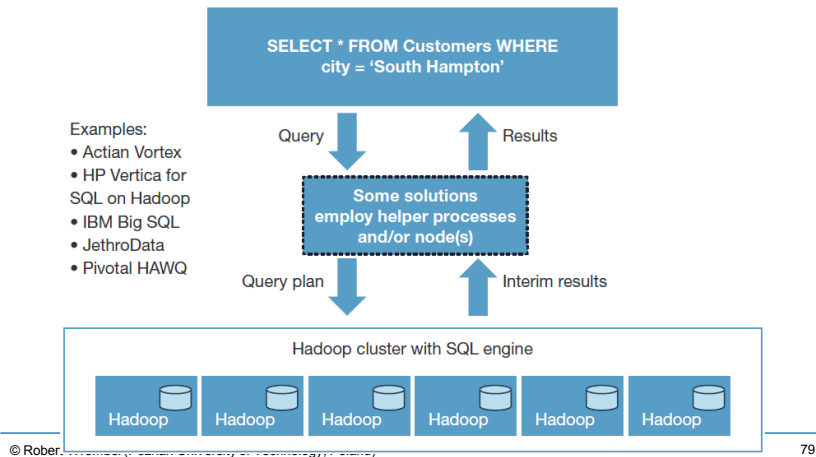 SELECT * FROM Customers WHERE
city = ‘South Hampton’
Examples:
• Actian Vortex
• HP Vertica for
SQL on Hadoop
• IBM Big SQL
• JethroData
• Pivotal HAWQ
Query
Results
Some solutions
employ helper processes
and/or node(s)
Query plan
Interim results
Hadoop cluster with SQL engine
Hadoop
Hadoop
Hadoop
Hadoop
Hadoop
Hadoop
© Rober
79